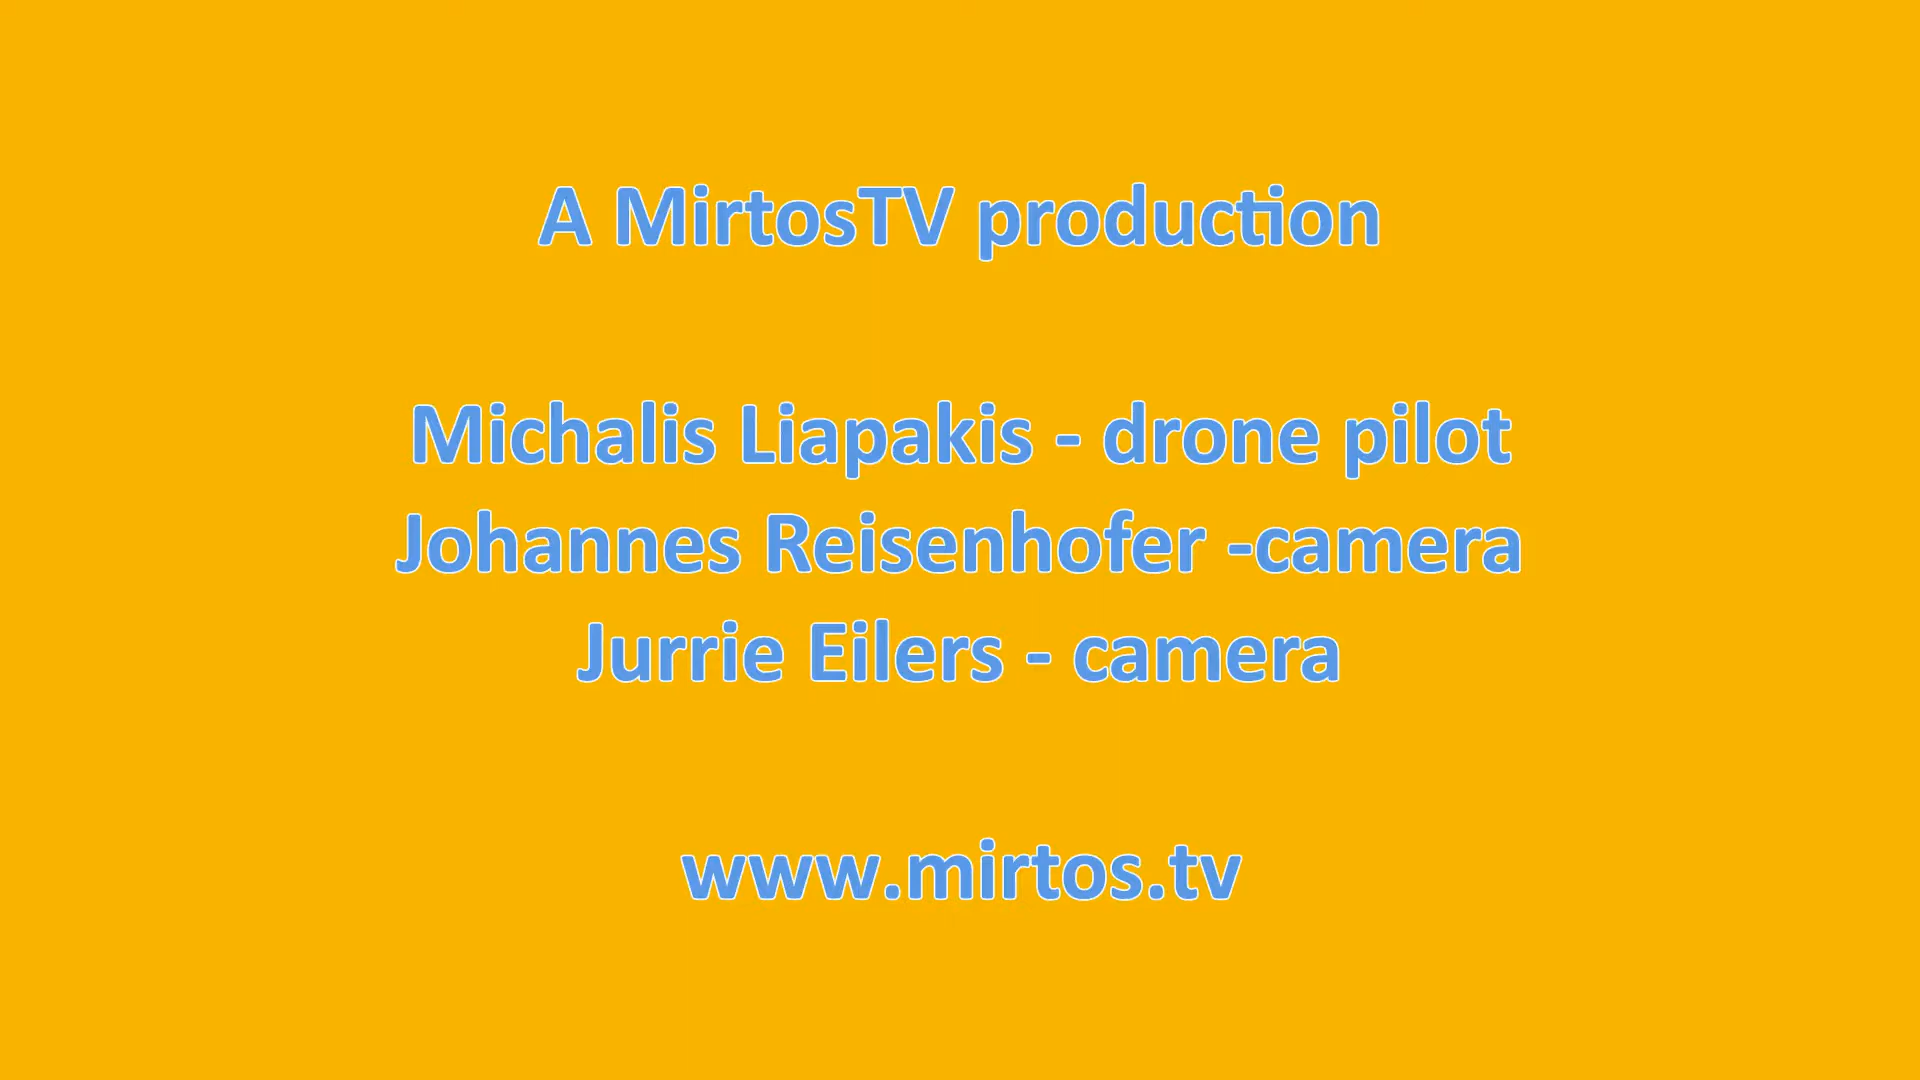 A MirtosTV production
Michalis Liapakis - drone pilot
Johannes Reisenhofer -camera
Jurrie Eilers - camera
www.mirtos.tv